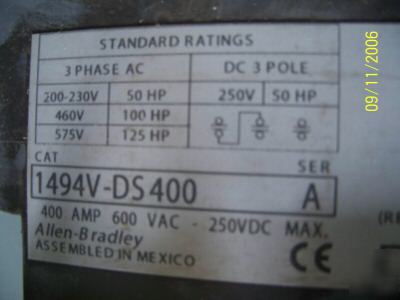 STANDARD RATINGS
3 PHASE AC
DC 3 POLE
200-230V 50 HP
250V 50 HP
460V 100 HP
575V 125 HP
CAT
SER
1494V-DS400
A
400 AMP 600 VAC - 250VDC MAX.
Allen-Bradley
ASSEMBLED IN MEXICO
CE
(RE
09/11/2006